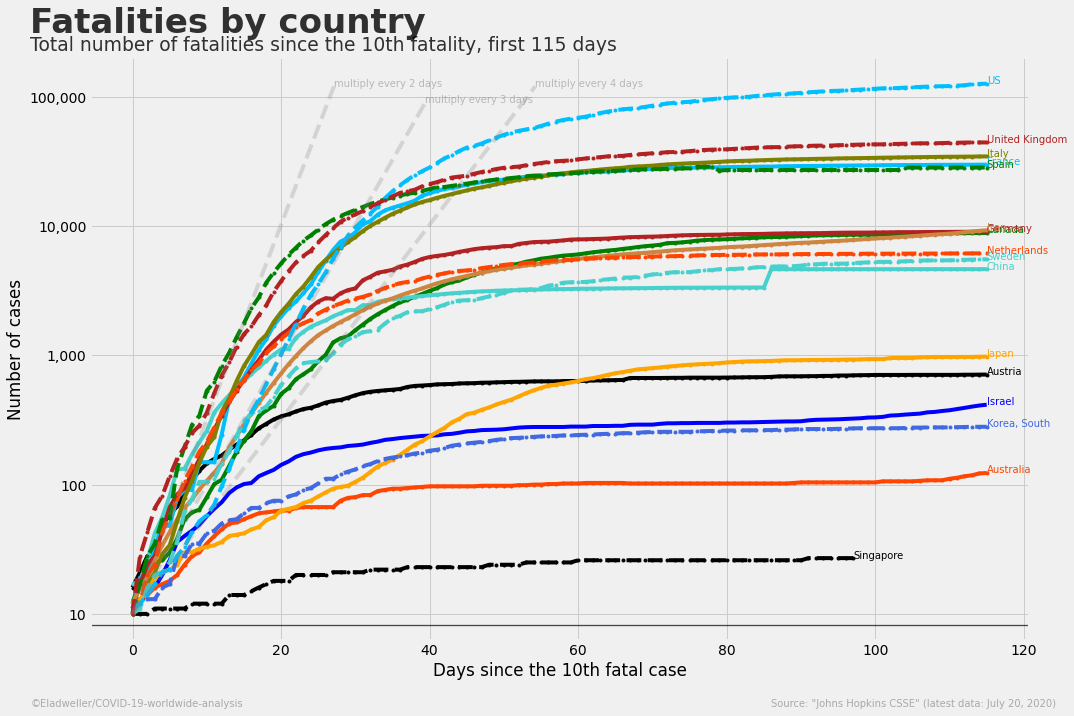 Fatalities by country
Total number of fatalities since the 10th fatality, first 115 days
multiply every 2 days
multiply every 3 days
multiply every 4 days
100,000
10,000
1,000
100
10
Number of cases
US
United Kingdom
Italy
France
Spain
Germany
Canada
Netherlands
Sweden
China
Japan
Austria
Israel
Korea, South
Australia
Singapore
0
20
40
60
80
100
120
Days since the 10th fatal case
©Eladweller/COVID-19-worldwide-analysis
Source: "Johns Hopkins CSSE" (latest data: July 20, 2020)